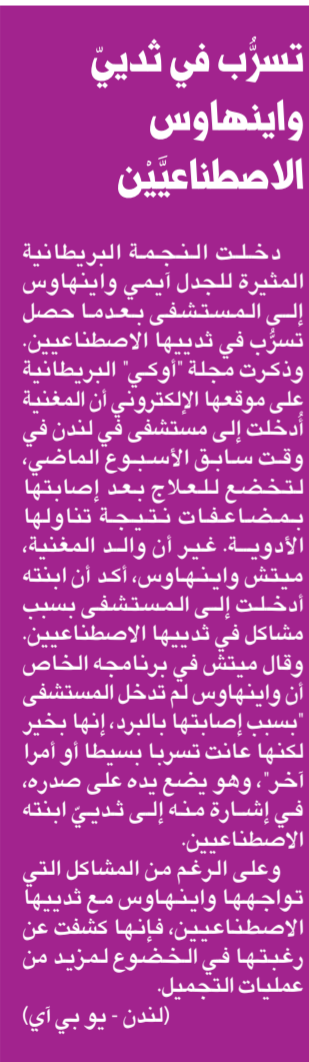 تسرُّب في ثدييّ
واينهاوس
الاصطناعيَّيْن
دخلت النجمة البريطانية
المثيرة للجدل آيمي واينهاوس
إلى المستشفى بعدما حصل
تسرُّب في ثدييها الاصطناعيين.
وذكرت مجلة "أوكي" البريطانية
على موقعها الإلكتروني أن المغنية
أُدخلت إلى مستشفى في لندن في
وقت سابق الأسبوع الماضي،
لتخضع للعلاج بعد إصابتها
بمضاعفات نتيجة تناولها
الأدوية. غير أن والد المغنية،
ميتش واينهاوس، أكد أن ابنته
أدخلت إلى المستشفى بسبب
مشاكل في ثدييها الاصطناعيين.
وقال ميتش في برنامجه الخاص
أن واينهاوس لم تدخل المستشفى
"بسبب إصابتها بالبرد، إنها بخير
لكنها عانت تسربا بسيطا أو أمرا
آخر"، وهو يضع يده على صدره،
في إشارة منه إلى ثدييّ ابنته
الاصطناعيين.
وعلى الرغم من المشاكل التي
تواجهها واينهاوس مع ثدييها
الاصطناعيين، فإنها كشفت عن
رغبتها في الخضوع لمزيد من
عمليات التجميل.
(لندن - يو بي آي)